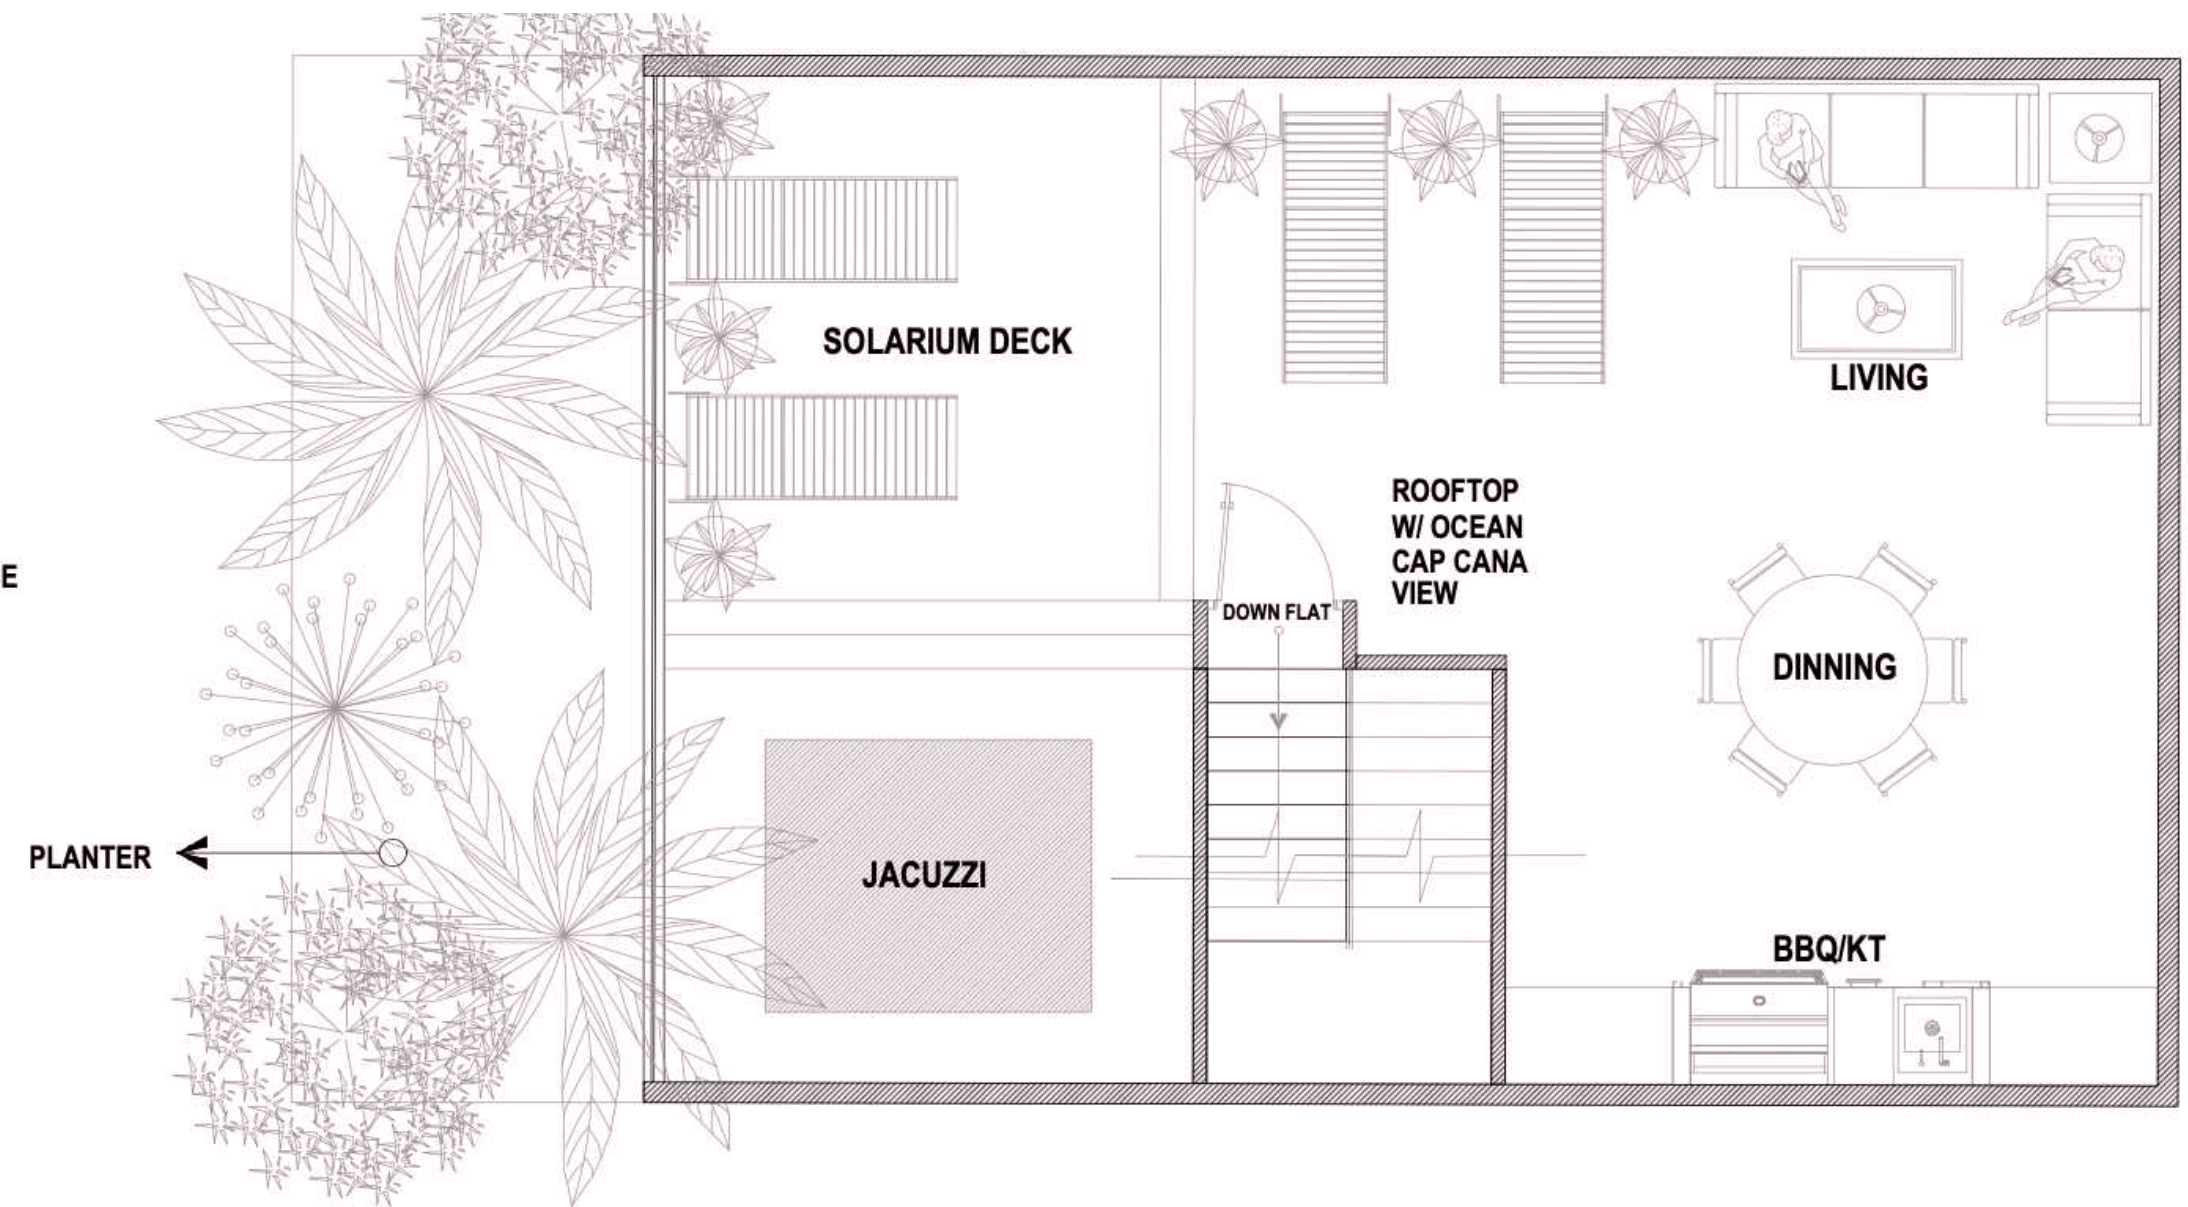 SOLARIUM DECK
LIVING
ROOFTOP
W/ OCEAN
CAP CANA
VIEW
E
DOWN FLAT
DINNING
PLANTER
JACUZZI
BBQ/KT